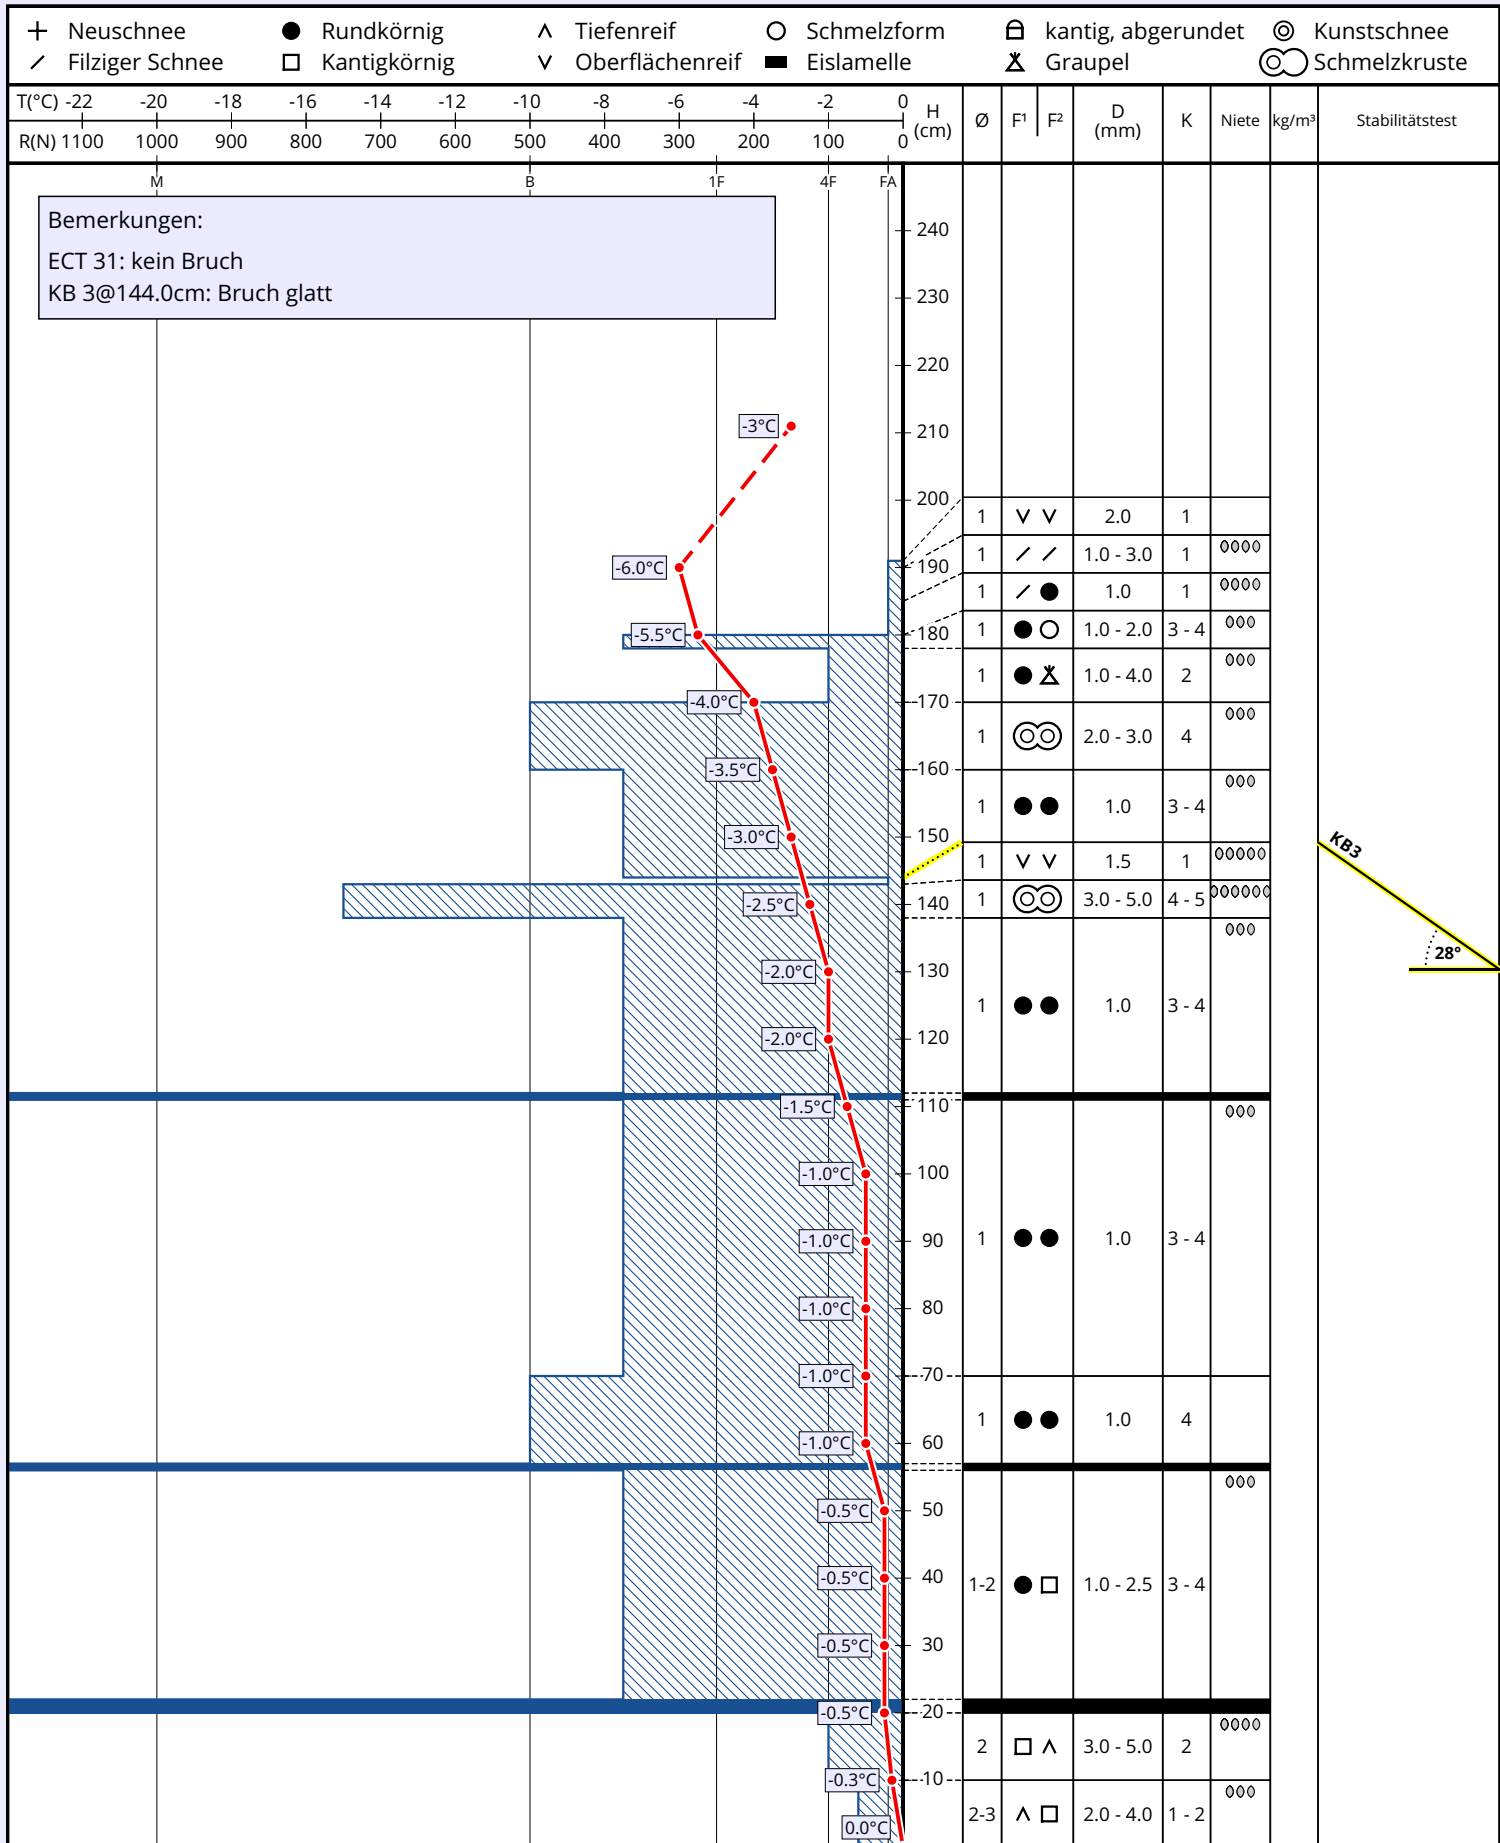 Neuschnee Rundkörnig Tiefenreif Schmelzform kantig, abgerundet Kunstschnee
Filziger Schnee Kantigkörnig Oberflächenreif Eislamelle Graupel Schmelzkruste
T(°C) -22 -20 -18 -16 -14 -12 -10 -8 -6 -4 -2 0
R(N) 1100 1000 900 800 700 600 500 400 300 200 100 0
H (cm) Ø F¹ F² D (mm) K Niete kg/m³ Stabilitätstest
M B 1F 4F FA
Bemerkungen:
ECT 31: kein Bruch
KB 3@144.0cm: Bruch glatt
240
230
220
-3°C 210
200
1 2.0 1
1 1.0 - 3.0 1
-6.0°C 190
1 1.0 1
-5.5°C 180 1 1.0 - 2.0 3 - 4
1 1.0 - 4.0 2
-4.0°C 170
1 2.0 - 3.0 4
-3.5°C 160
1 1.0 3 - 4
-3.0°C 150
KB3
1 1.5 1
-2.5°C 140 1 3.0 - 5.0 4 - 5
28°
-2.0°C 130
1 1.0 3 - 4
-2.0°C 120
-1.5°C 110
-1.0°C 100
-1.0°C 90 1 1.0 3 - 4
-1.0°C 80
-1.0°C 70
1 1.0 4
-1.0°C 60
-0.5°C 50
-0.5°C 40 1-2 1.0 - 2.5 3 - 4
-0.5°C 30
-0.5°C 20
2 3.0 - 5.0 2
-0.3°C 10
2-3 2.0 - 4.0 1 - 2
0.0°C